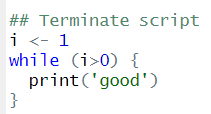 ## Terminate script
i <- 1
while (i>0) {
  print('good')
}